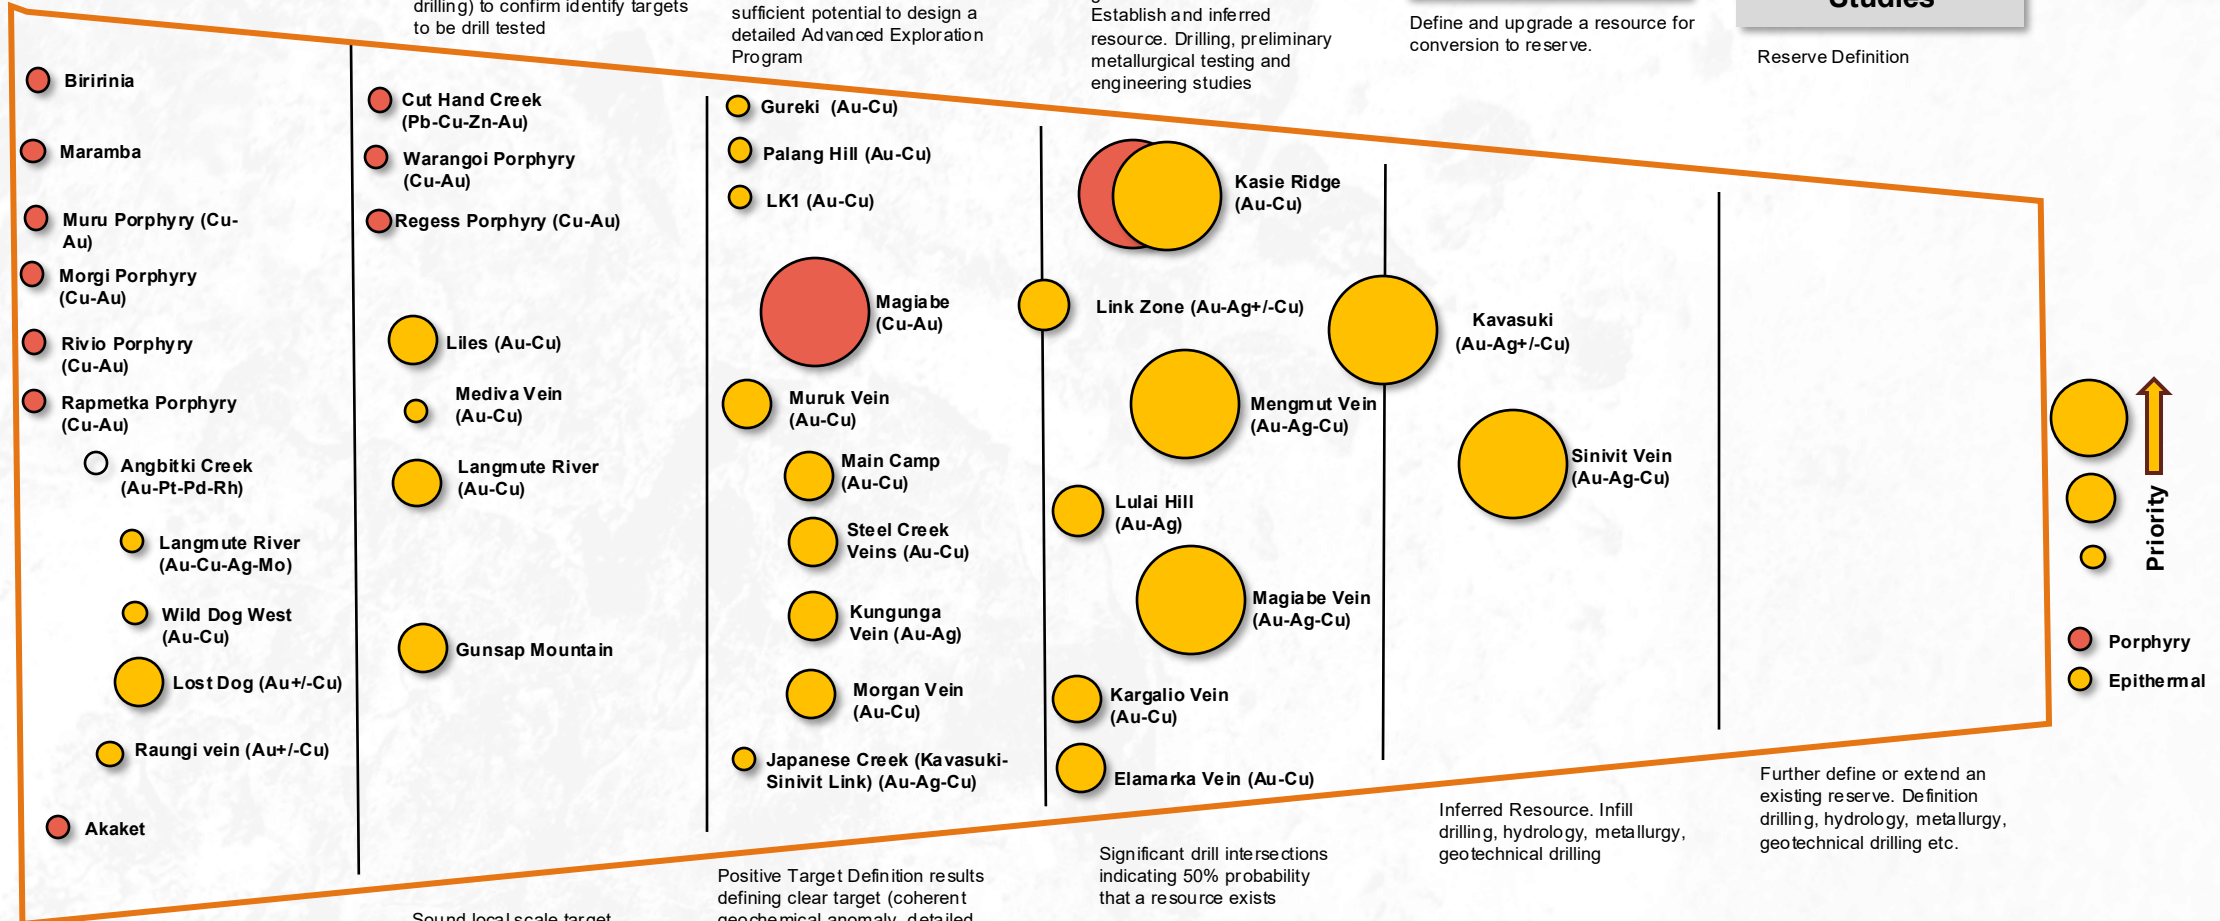 drilling) to confirm identify targets
to be drill tested
sufficient potential to design a
detailed Advanced Exploration
Program
Establish and inferred
resource. Drilling, preliminary
metallurgical testing and
engineering studies
Define and upgrade a resource for
conversion to reserve.
Studies
Reserve Definition
Biririnia
Maramba
Muru Porphyry (Cu-
Au)
Morgi Porphyry
(Cu-Au)
Rivio Porphyry
(Cu-Au)
Rapmetka Porphyry
(Cu-Au)
Angbitki Creek
(Au-Pt-Pd-Rh)
Langmute River
(Au-Cu-Ag-Mo)
Wild Dog West
(Au-Cu)
Lost Dog (Au+/-Cu)
Raungi vein (Au+/-Cu)
Akaket
Cut Hand Creek
(Pb-Cu-Zn-Au)
Warangoi Porphyry
(Cu-Au)
Regess Porphyry (Cu-Au)
Liles (Au-Cu)
Mediva Vein
(Au-Cu)
Langmute River
(Au-Cu)
Gunsap Mountain
Gureki (Au-Cu)
Palang Hill (Au-Cu)
LK1 (Au-Cu)
Magiabe
(Cu-Au)
Muruk Vein
(Au-Cu)
Main Camp
(Au-Cu)
Steel Creek
Veins (Au-Cu)
Kungunga
Vein (Au-Ag)
Morgan Vein
(Au-Cu)
Japanese Creek (Kavasuki-
Sinivit Link) (Au-Ag-Cu)
Kasie Ridge
(Au-Cu)
Link Zone (Au-Ag+/-Cu)
Mengmut Vein
(Au-Ag-Cu)
Lulai Hill
(Au-Ag)
Magiabe Vein
(Au-Ag-Cu)
Kargalio Vein
(Au-Cu)
Elamarka Vein (Au-Cu)
Kavasuki
(Au-Ag+/-Cu)
Sinivit Vein
(Au-Ag-Cu)
Priority
Porphyry
Epithermal
Sound local scale target
Positive Target Definition results
defining clear target (coherent
geochemical anomaly, detailed
Significant drill intersections
indicating 50% probability
that a resource exists
Inferred Resource. Infill
drilling, hydrology, metallurgy,
geotechnical drilling
Further define or extend an
existing reserve. Definition
drilling, hydrology, metallurgy,
geotechnical drilling etc.